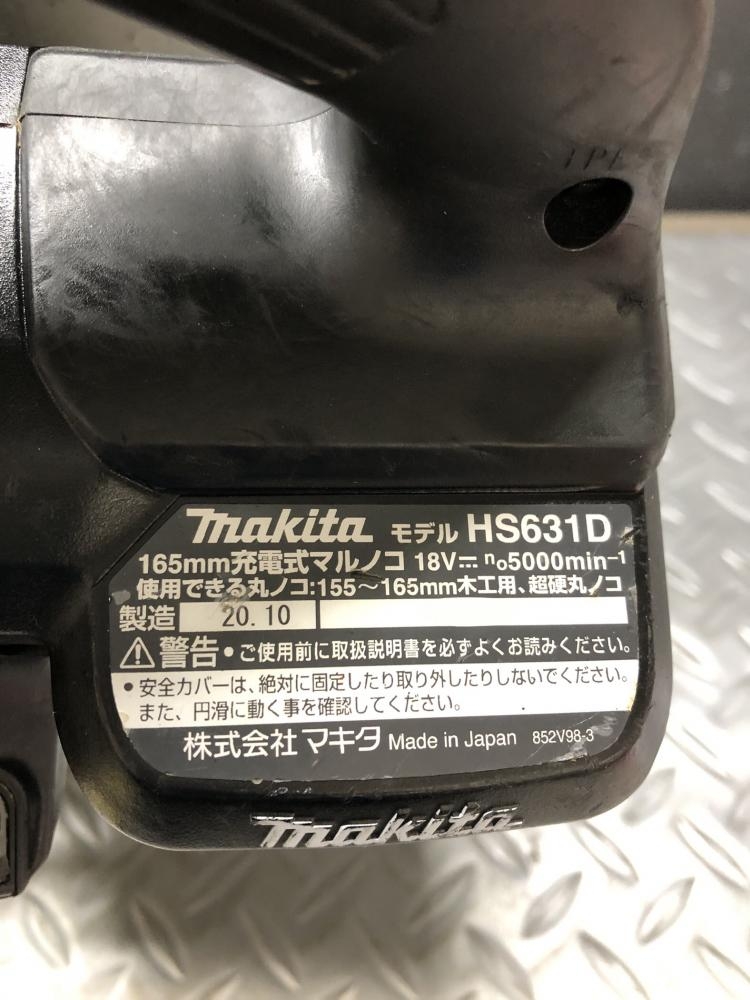 makita モデル HS631D
165mm充電式マルノコ 18V⎓ n₀5000min⁻¹
使用できる丸ノコ:155～165mm木工用、超硬丸ノコ
製造 20.10
⚠警告 •ご使用前に取扱説明書を必ずよくお読みください。
•安全カバーは、絶対に固定したり取り外したりしないでください。
また、円滑に動く事を確認してください。
株式会社マキタ Made in Japan 852V98-3
makita